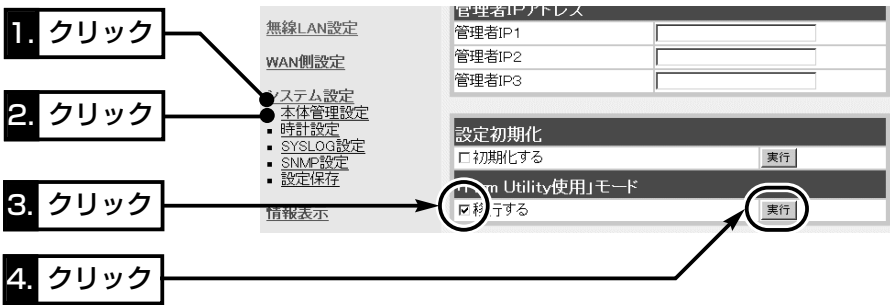 1. クリック
2. クリック
3. クリック
4. クリック
無線LAN設定
WAN側設定
システム設定
本体管理設定
時計設定
SYSLOG設定
SNMP設定
設定保存
情報表示
管理者IPアドレス
管理者IP1
管理者IP2
管理者IP3
設定初期化
初期化する 実行
Utility使用」モード
移行する 実行